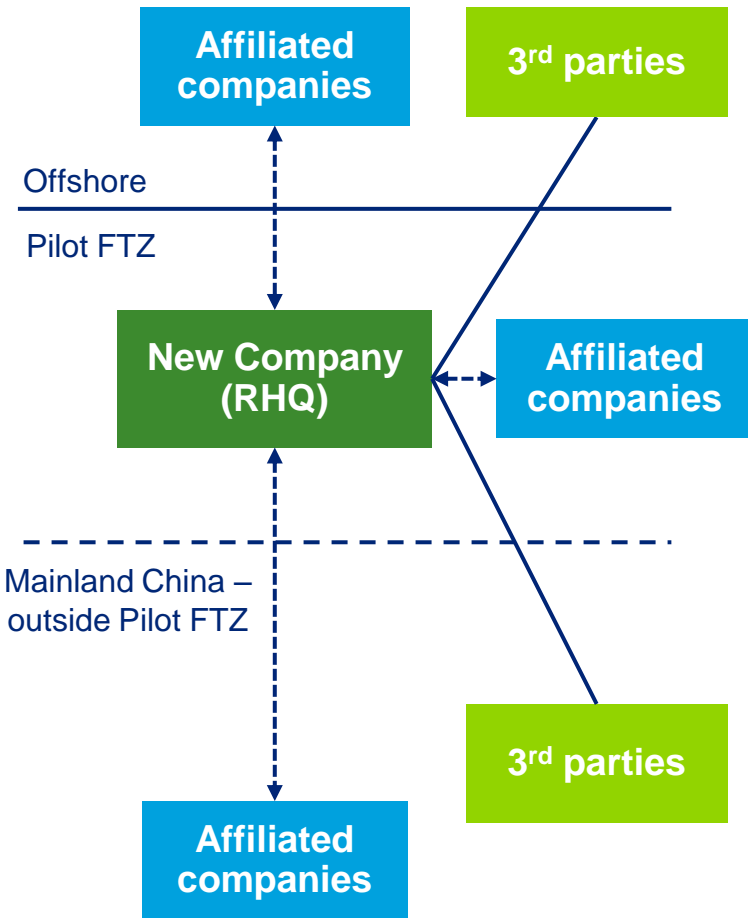 Affiliated
companies
3rd parties
Offshore
Pilot FTZ
New Company
(RHQ)
Affiliated
companies
Mainland China –
outside Pilot FTZ
3rd parties
Affiliated
companies